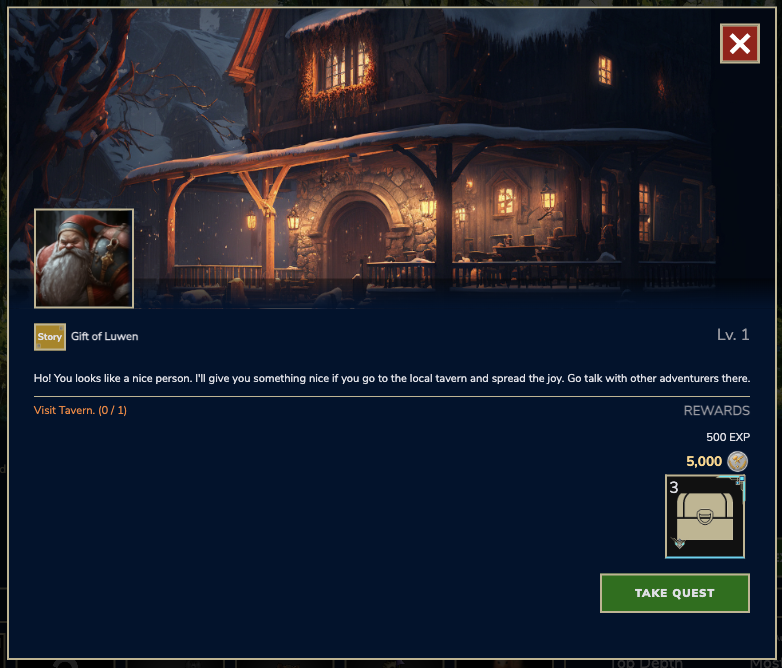 Story Gift of Luwen
Lv. 1
Ho! You looks like a nice person. I'll give you something nice if you go to the local tavern and spread the joy. Go talk with other adventurers there.
Visit Tavern. (0 / 1)
REWARDS
500 EXP
5,000
3
TAKE QUEST
Top Depth